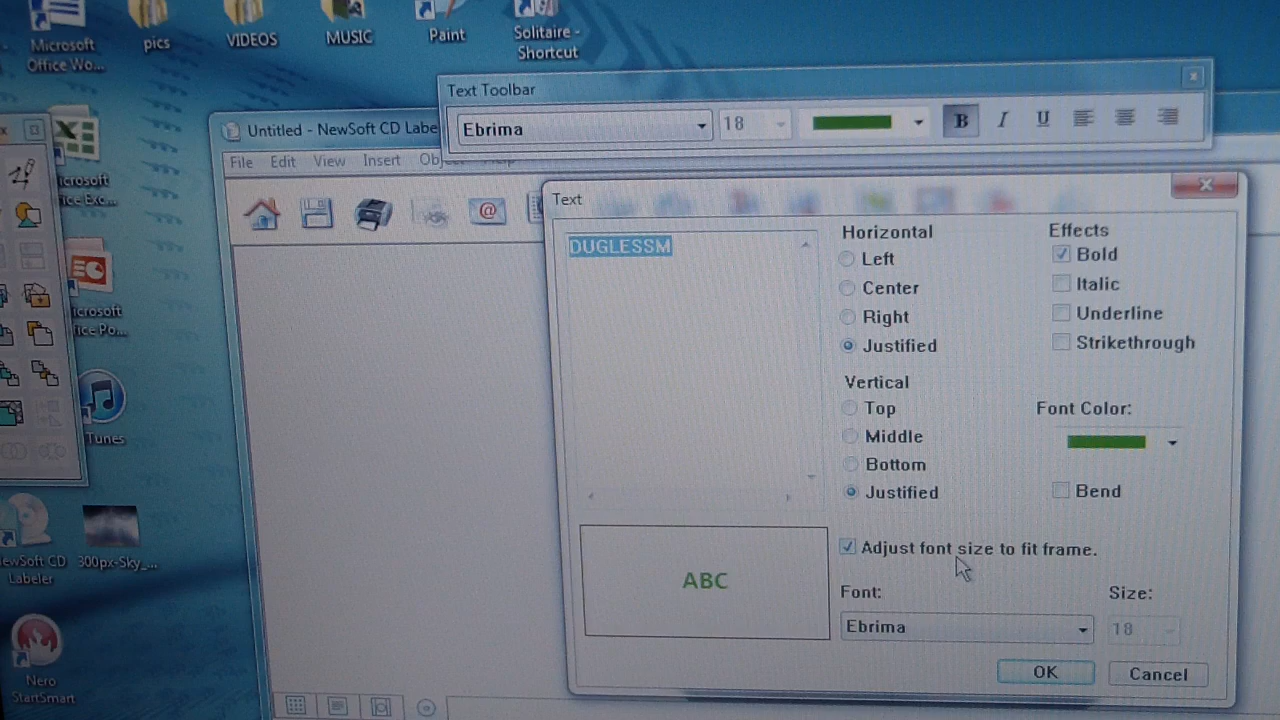 Microsoft
Office Wo...
pics
VIDEOS
MUSIC
Paint
Solitaire -
Shortcut
Text Toolbar
Ebrima
18
B I U
Untitled - NewSoft CD Labe
File Edit View Insert
Text
DUGLESSM
Horizontal
Left
Center
Right
Justified
Vertical
Top
Middle
Bottom
Justified
Effects
Bold
Italic
Underline
Strikethrough
Font Color:
Bend
ABC
Adjust font size to fit frame.
Font:
Ebrima
Size:
18
OK
Cancel
icrosoft
ice Exc...
icrosoft
ice Po...
iTunes
ewSoft CD
Labeler
300px-Sky_...
Nero
StartSmart